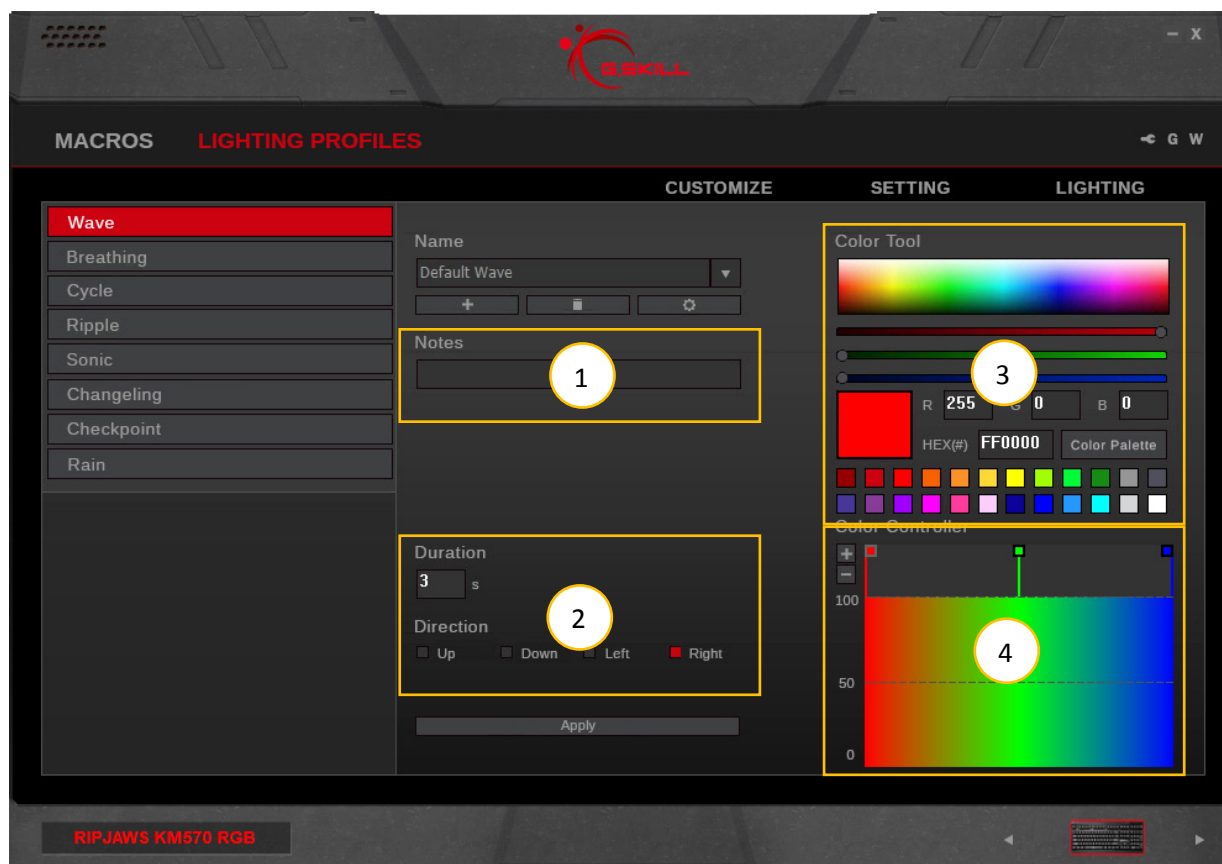 G.SKILL
- X
MACROS LIGHTING PROFILES G W
CUSTOMIZE SETTING LIGHTING
Wave
Breathing
Cycle
Ripple
Sonic
Changeling
Checkpoint
Rain
Name
Default Wave
+
Notes
1
Duration
3 s
Direction
2
Up Down Left Right
Apply
Color Tool
3
R 255 G 0 B 0
HEX(#) FF0000 Color Palette
Color Controller
+
-
100
4
50
0
RIPJAWS KM570 RGB